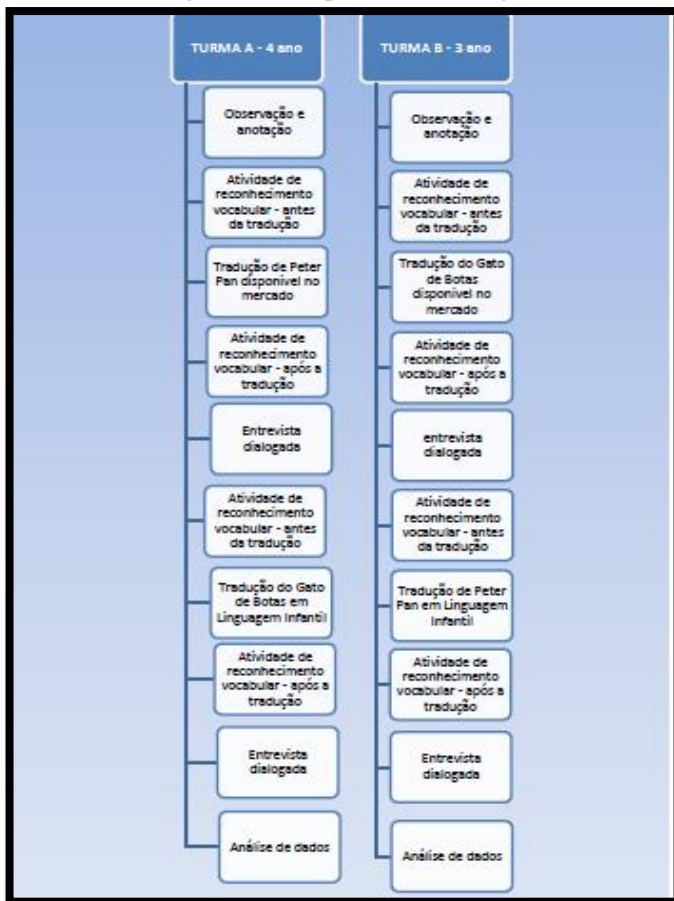 TURMA A - 4 ano
Observação e
anotação
Atividade de
reconhecimento
vocabular - antes
da tradução
Tradução de Peter
Pan disponível no
mercado
Atividade de
reconhecimento
vocabular - após a
tradução
Entrevista
dialogada
Atividade de
reconhecimento
vocabular - antes
da tradução
Tradução do Gato
de Botas em
Linguagem Infantil
Atividade de
reconhecimento
vocabular - após a
tradução
Entrevista
dialogada
Análise de dados
TURMA B - 3 ano
Observação e
anotação
Atividade de
reconhecimento
vocabular - antes
da tradução
Tradução do Gato
de Botas
disponível no
mercado
Atividade de
reconhecimento
vocabular - após a
tradução
entrevista
dialogada
Atividade de
reconhecimento
vocabular - antes
da tradução
Tradução de Peter
Pan em Linguagem
Infantil
Atividade de
reconhecimento
vocabular - após a
tradução
Entrevista
dialogada
Análise de dados